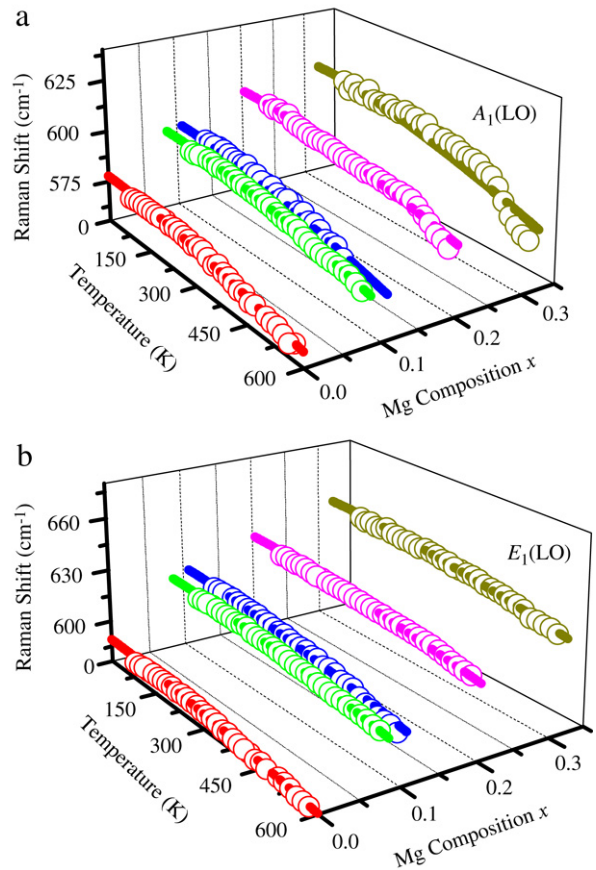 a
625
600
575
0
150
300
450
600
Raman Shift (cm-1)
Temperature (K)
A1(LO)
0.0
0.1
0.2
0.3
Mg Composition x
b
660
630
600
0
150
300
450
600
Raman Shift (cm-1)
Temperature (K)
E1(LO)
0.0
0.1
0.2
0.3
Mg Composition x